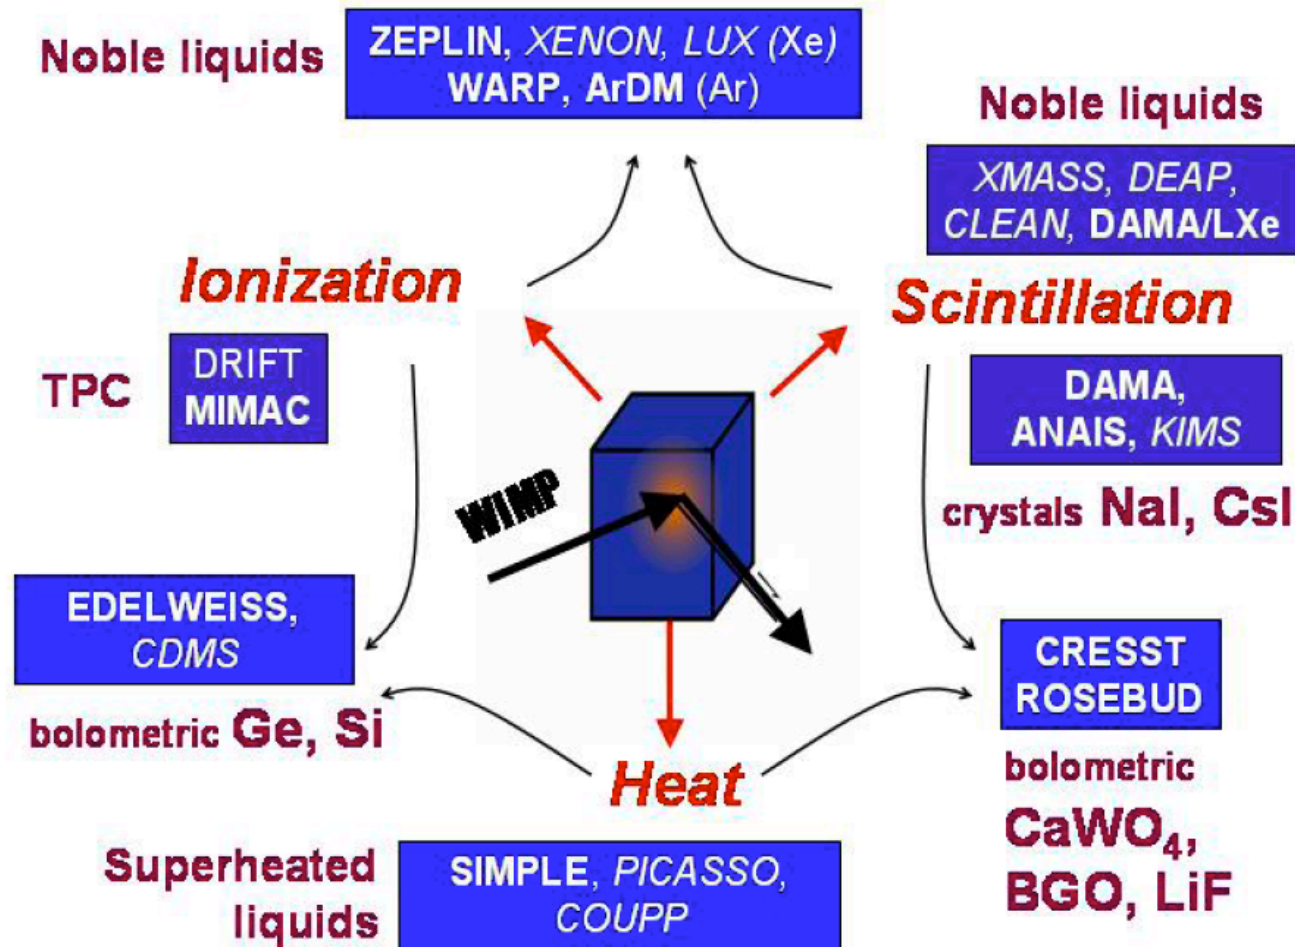 Noble liquids
ZEPLIN, XENON, LUX (Xe)
WARP, ArDM (Ar)
Noble liquids
XMASS, DEAP,
CLEAN, DAMA/LXe
Ionization
Scintillation
TPC
DRIFT
MIMAC
DAMA,
ANAIS, KIMS
crystals NaI, CsI
WIMP
EDELWEISS,
CDMS
bolometric Ge, Si
CRESST
ROSEBUD
bolometric
CaWO₄,
BGO, LiF
Heat
Superheated
liquids
SIMPLE, PICASSO,
COUPP